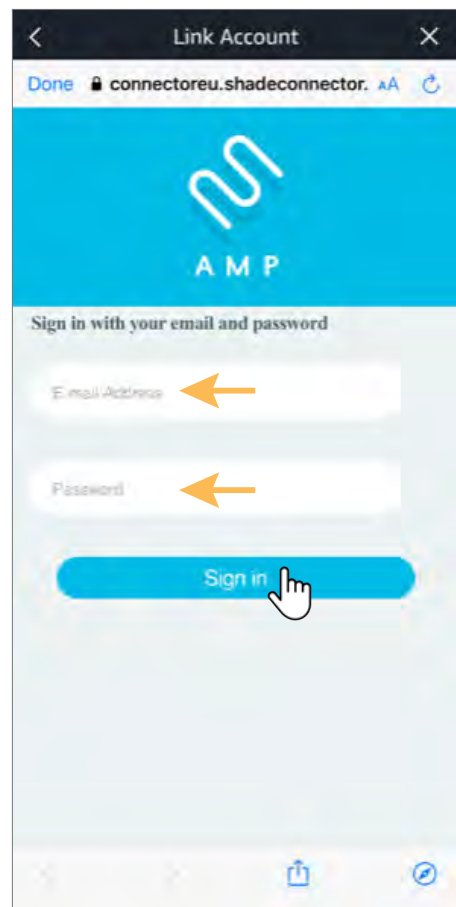 Link Account
Done connectoreu.shadeconnector. AA
AMP
Sign in with your email and password
E-mail Address
Password
Sign in